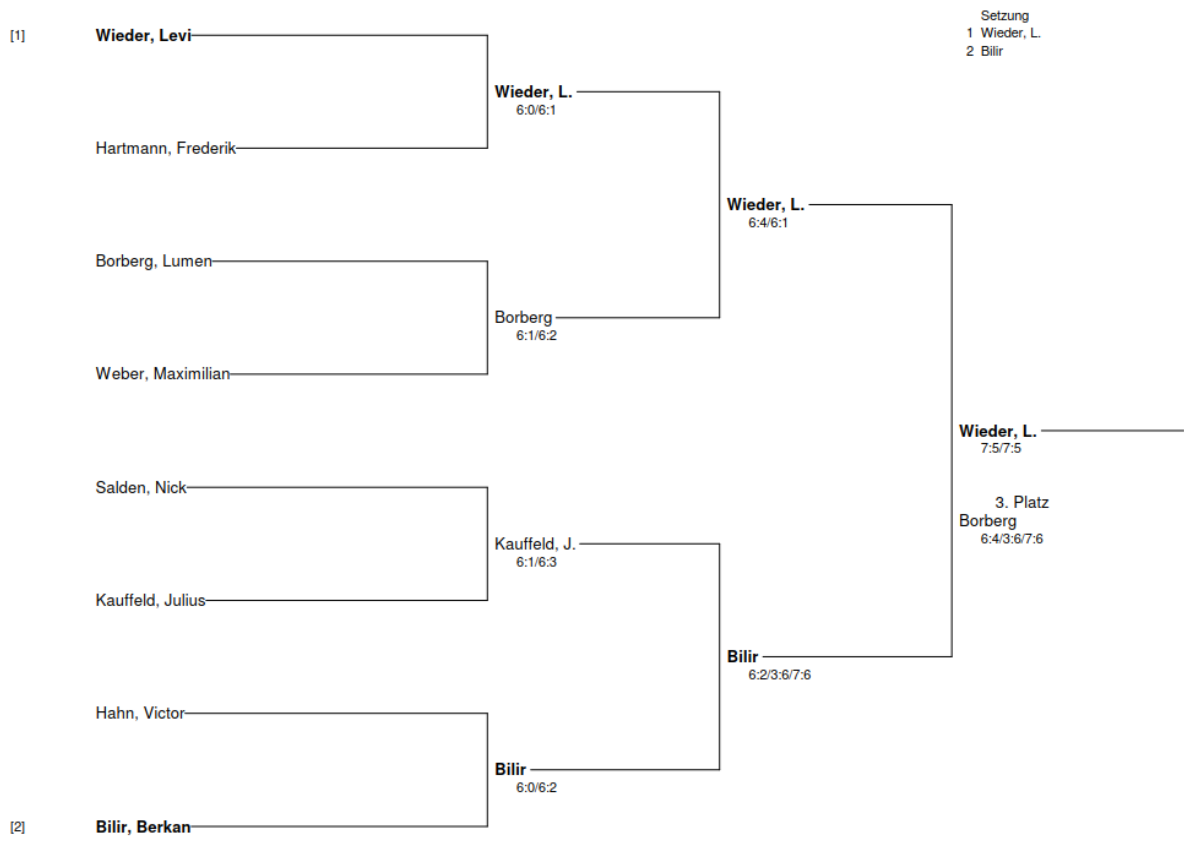 Setzung
1 Wieder, L.
2 Bilir
[1] Wieder, Levi
Wieder, L.
6:0/6:1
Hartmann, Frederik
Wieder, L.
6:4/6:1
Borberg, Lumen
Borberg
6:1/6:2
Weber, Maximilian
Wieder, L.
7:5/7:5
Salden, Nick
3. Platz
Borberg
6:4/3:6/7:6
Kauffeld, J.
6:1/6:3
Kauffeld, Julius
Bilir
6:2/3:6/7:6
Hahn, Victor
Bilir
6:0/6:2
[2] Bilir, Berkan